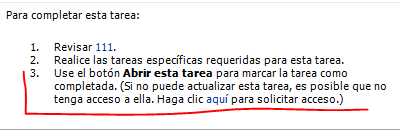 Para completar esta tarea:
1. Revisar 111.
2. Realice las tareas específicas requeridas para esta tarea.
3. Use el botón Abrir esta tarea para marcar la tarea como
completada. (Si no puede actualizar esta tarea, es posible que no
tenga acceso a ella. Haga clic aquí para solicitar acceso.)